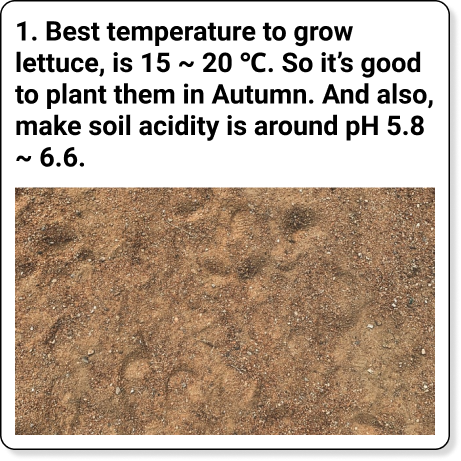 1. Best temperature to grow
lettuce, is 15 ~ 20 ℃. So it’s good
to plant them in Autumn. And also,
make soil acidity is around pH 5.8
~ 6.6.